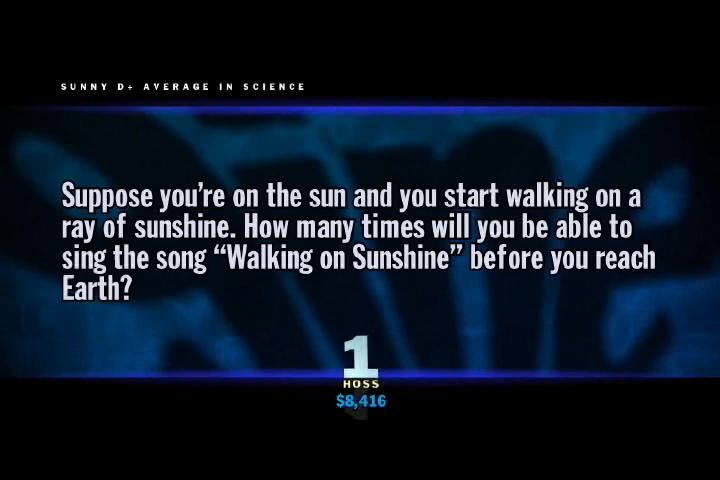 SUNNY D+ AVERAGE IN SCIENCE
Suppose you're on the sun and you start walking on a
ray of sunshine. How many times will you be able to
sing the song “Walking on Sunshine” before you reach
Earth?
1
HOSS
$8,416